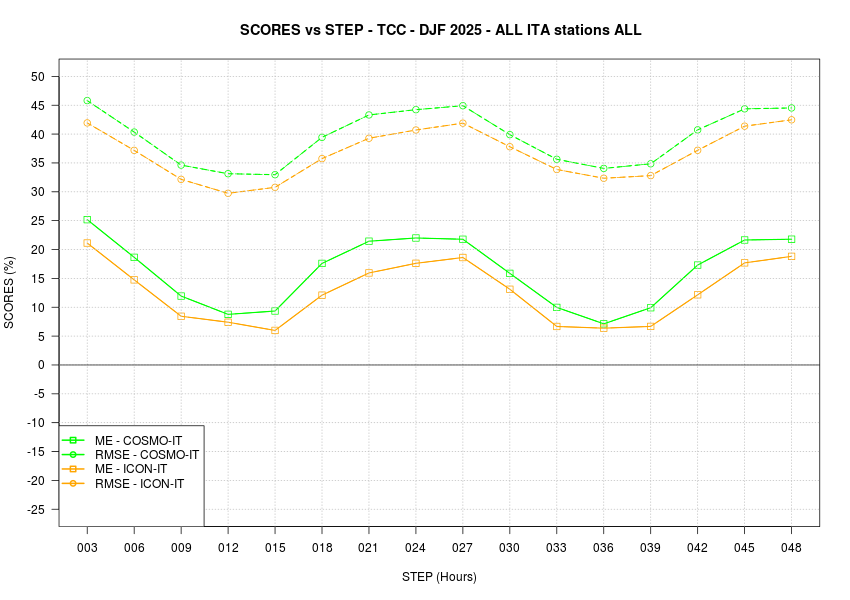 SCORES vs STEP - TCC - DJF 2025 - ALL ITA stations ALL
SCORES (%)
50
45
40
35
30
25
20
15
10
5
0
-5
-10
-15
-20
-25
ME - COSMO-IT
RMSE - COSMO-IT
ME - ICON-IT
RMSE - ICON-IT
003 006 009 012 015 018 021 024 027 030 033 036 039 042 045 048
STEP (Hours)